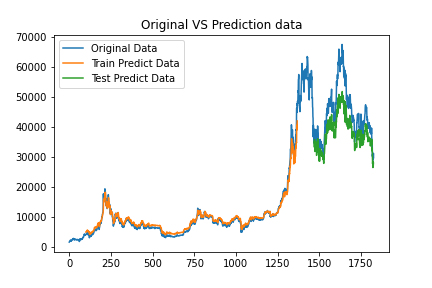 Original VS Prediction data
Original Data
Train Predict Data
Test Predict Data
70000
60000
50000
40000
30000
20000
10000
0
0 250 500 750 1000 1250 1500 1750